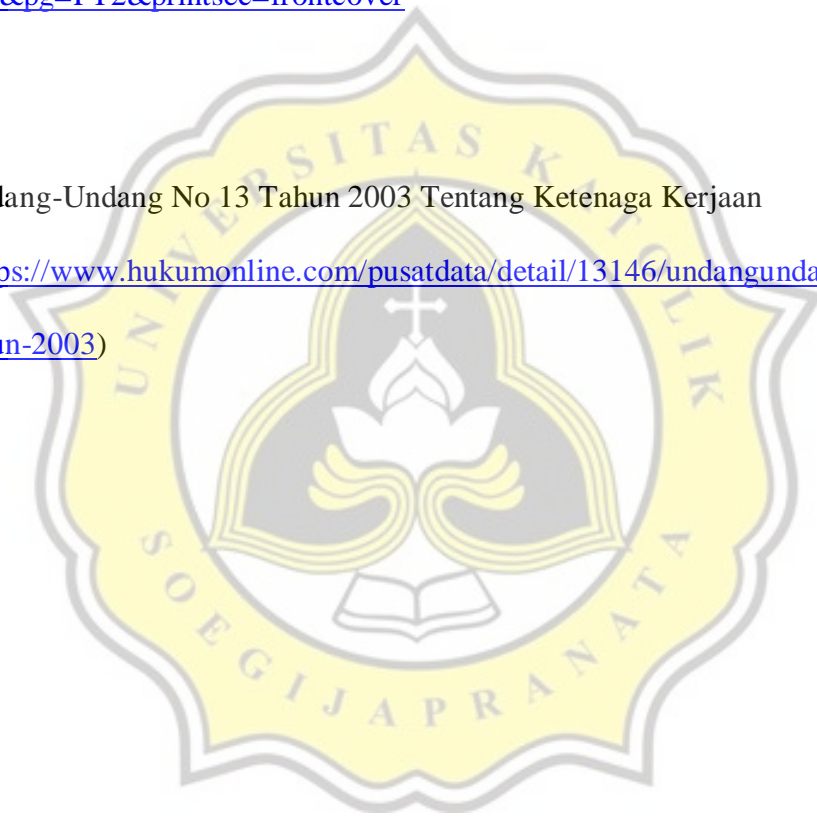 &pg=PT2&printsec=frontcover
UNIVERSITAS KATOLIK
dang-Undang No 13 Tahun 2003 Tentang Ketenaga Kerjaan
ps://www.hukumonline.com/pusatdata/detail/13146/undangunda
un-2003)
SOEGIJAPRANATA